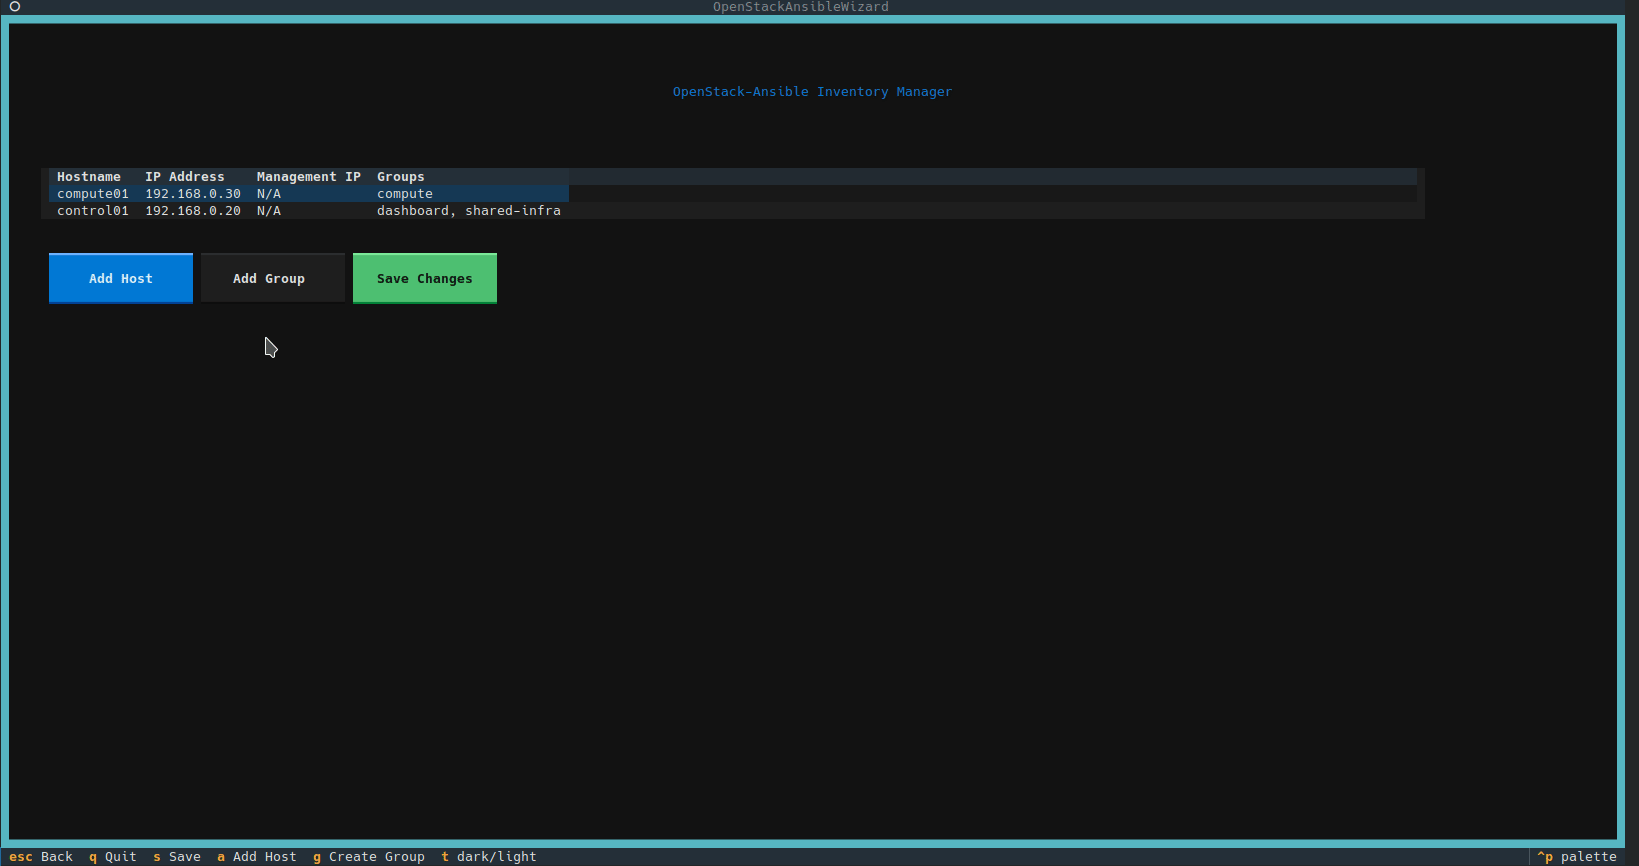 OpenStackAnsibleWizard
OpenStack-Ansible Inventory Manager
Hostname IP Address Management IP Groups
compute01 192.168.0.30 N/A compute
control01 192.168.0.20 N/A dashboard, shared-infra
Add Host Add Group Save Changes
esc Back q Quit s Save a Add Host g Create Group t dark/light ^p palette